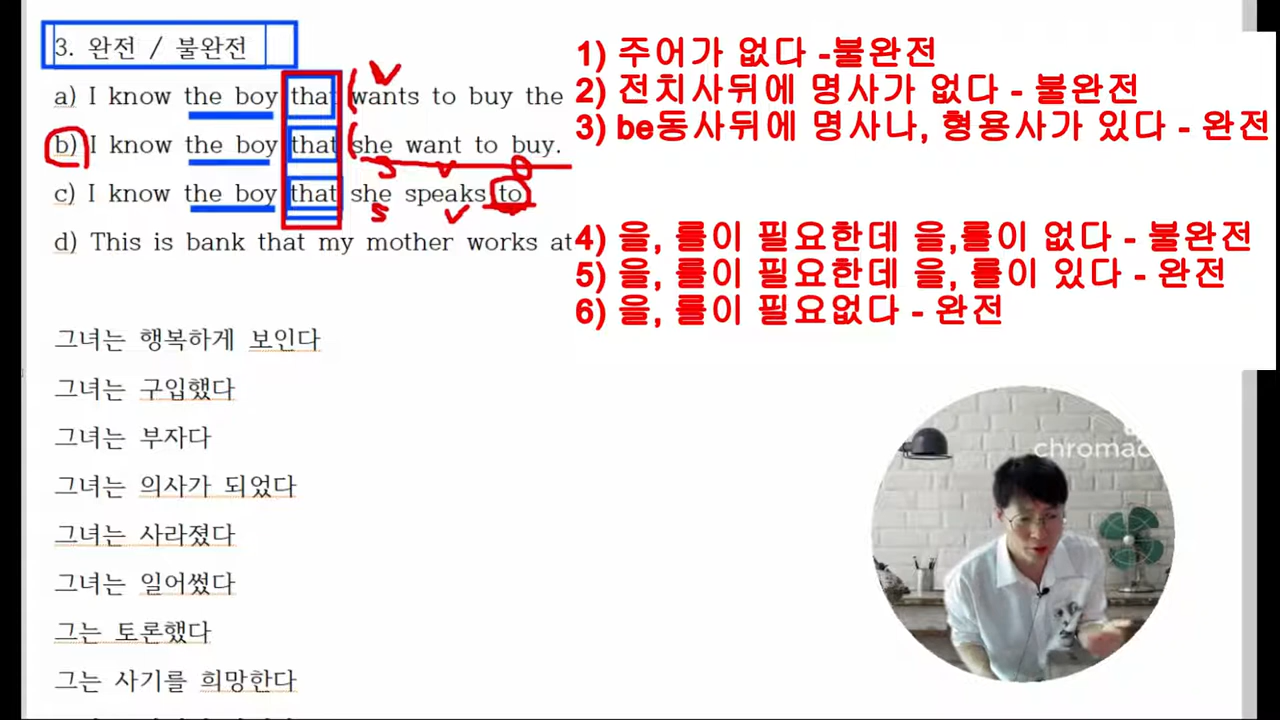 3. 완전 / 불완전
a) I know the boy that wants to buy the
b) I know the boy that she want to buy.
c) I know the boy that she speaks to
d) This is bank that my mother works at
V
S V O
S V
1) 주어가 없다 -불완전
2) 전치사뒤에 명사가 없다 - 불완전
3) be동사뒤에 명사나, 형용사가 있다 - 완전
4) 을, 를이 필요한데 을,를이 없다 - 불완전
5) 을, 를이 필요한데 을, 를이 있다 - 완전
6) 을, 를이 필요없다 - 완전
그녀는 행복하게 보인다
그녀는 구입했다
그녀는 부자다
그녀는 의사가 되었다
그녀는 사라졌다
그녀는 일어썼다
그는 토론했다
그는 사기를 희망한다